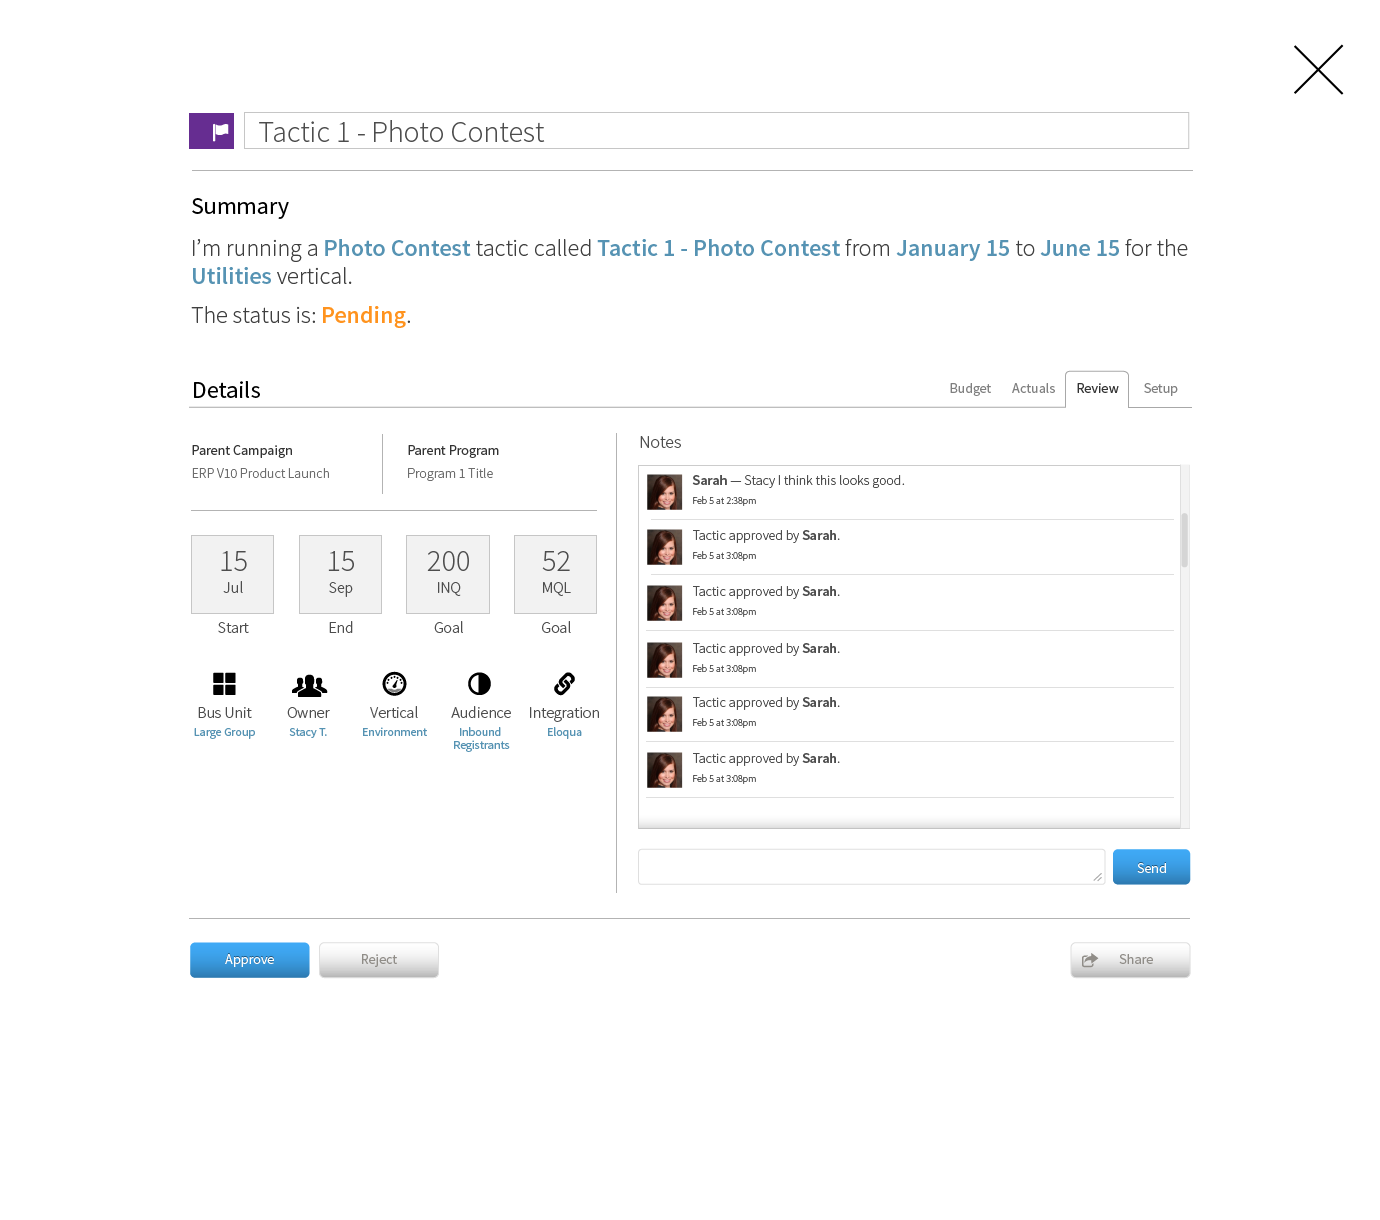 Tactic 1 - Photo Contest
Summary
I’m running a Photo Contest tactic called Tactic 1 - Photo Contest from January 15 to June 15 for the
Utilities vertical.
The status is: Pending.
Details
Budget Actuals Review Setup
Parent Campaign
ERP V10 Product Launch
Parent Program
Program 1 Title
15
Jul
Start
15
Sep
End
200
INQ
Goal
52
MQL
Goal
Bus Unit
Large Group
Owner
Stacy T.
Vertical
Environment
Audience
Inbound
Registrants
Integration
Eloqua
Notes
Sarah — Stacy I think this looks good.
Feb 5 at 2:38pm
Tactic approved by Sarah.
Feb 5 at 3:08pm
Tactic approved by Sarah.
Feb 5 at 3:08pm
Tactic approved by Sarah.
Feb 5 at 3:08pm
Tactic approved by Sarah.
Feb 5 at 3:08pm
Tactic approved by Sarah.
Feb 5 at 3:08pm
Send
Approve
Reject
Share